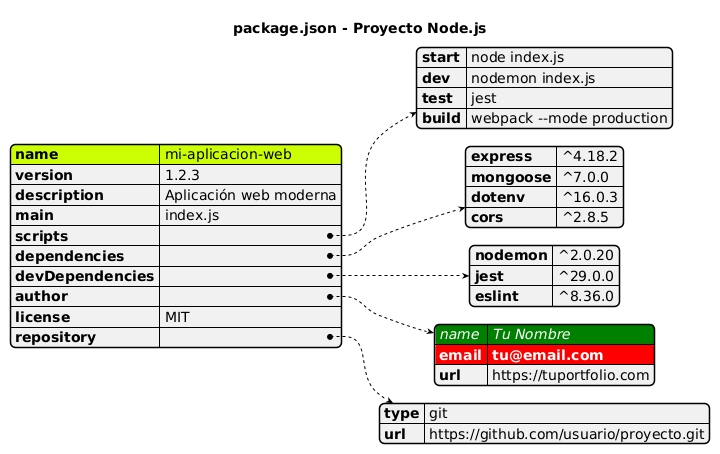 package.json - Proyecto Node.js
name mi-aplicacion-web
version 1.2.3
description Aplicación web moderna
main index.js
scripts
dependencies
devDependencies
author
license MIT
repository
start node index.js
dev nodemon index.js
test jest
build webpack --mode production
express ^4.18.2
mongoose ^7.0.0
dotenv ^16.0.3
cors ^2.8.5
nodemon ^2.0.20
jest ^29.0.0
eslint ^8.36.0
name Tu Nombre
email tu@email.com
url https://tuportfolio.com
type git
url https://github.com/usuario/proyecto.git